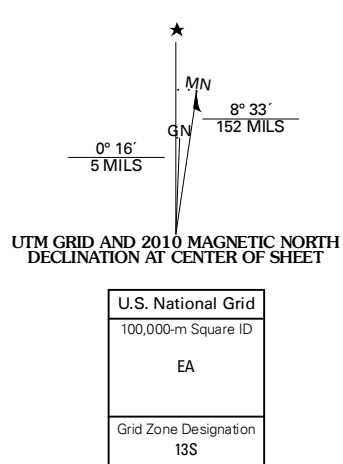 MN
8° 33´
152 MILS
GN
0° 16´
5 MILS
UTM GRID AND 2010 MAGNETIC NORTH
DECLINATION AT CENTER OF SHEET
U.S. National Grid
100,000-m Square ID
EA
Grid Zone Designation
13S